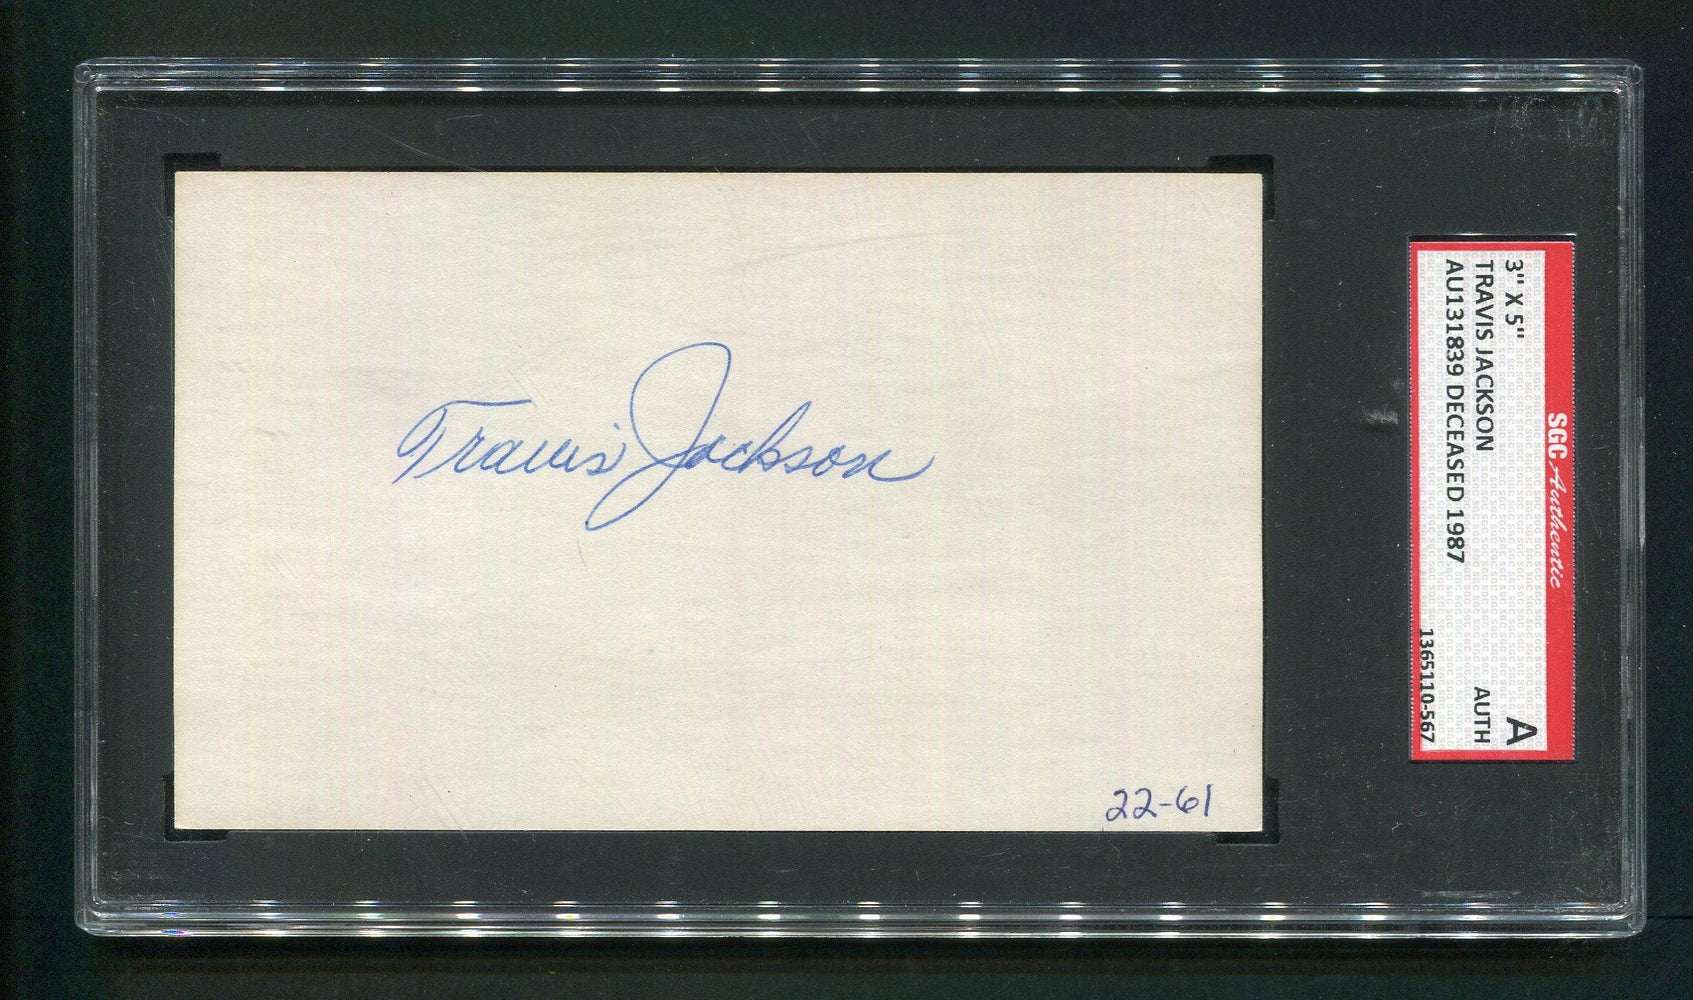 Travis Jackson
22-61
SGC Authentic
3" X 5"
TRAVIS JACKSON
AU131839 DECEASED 1987
A
AUTH
1365110-567